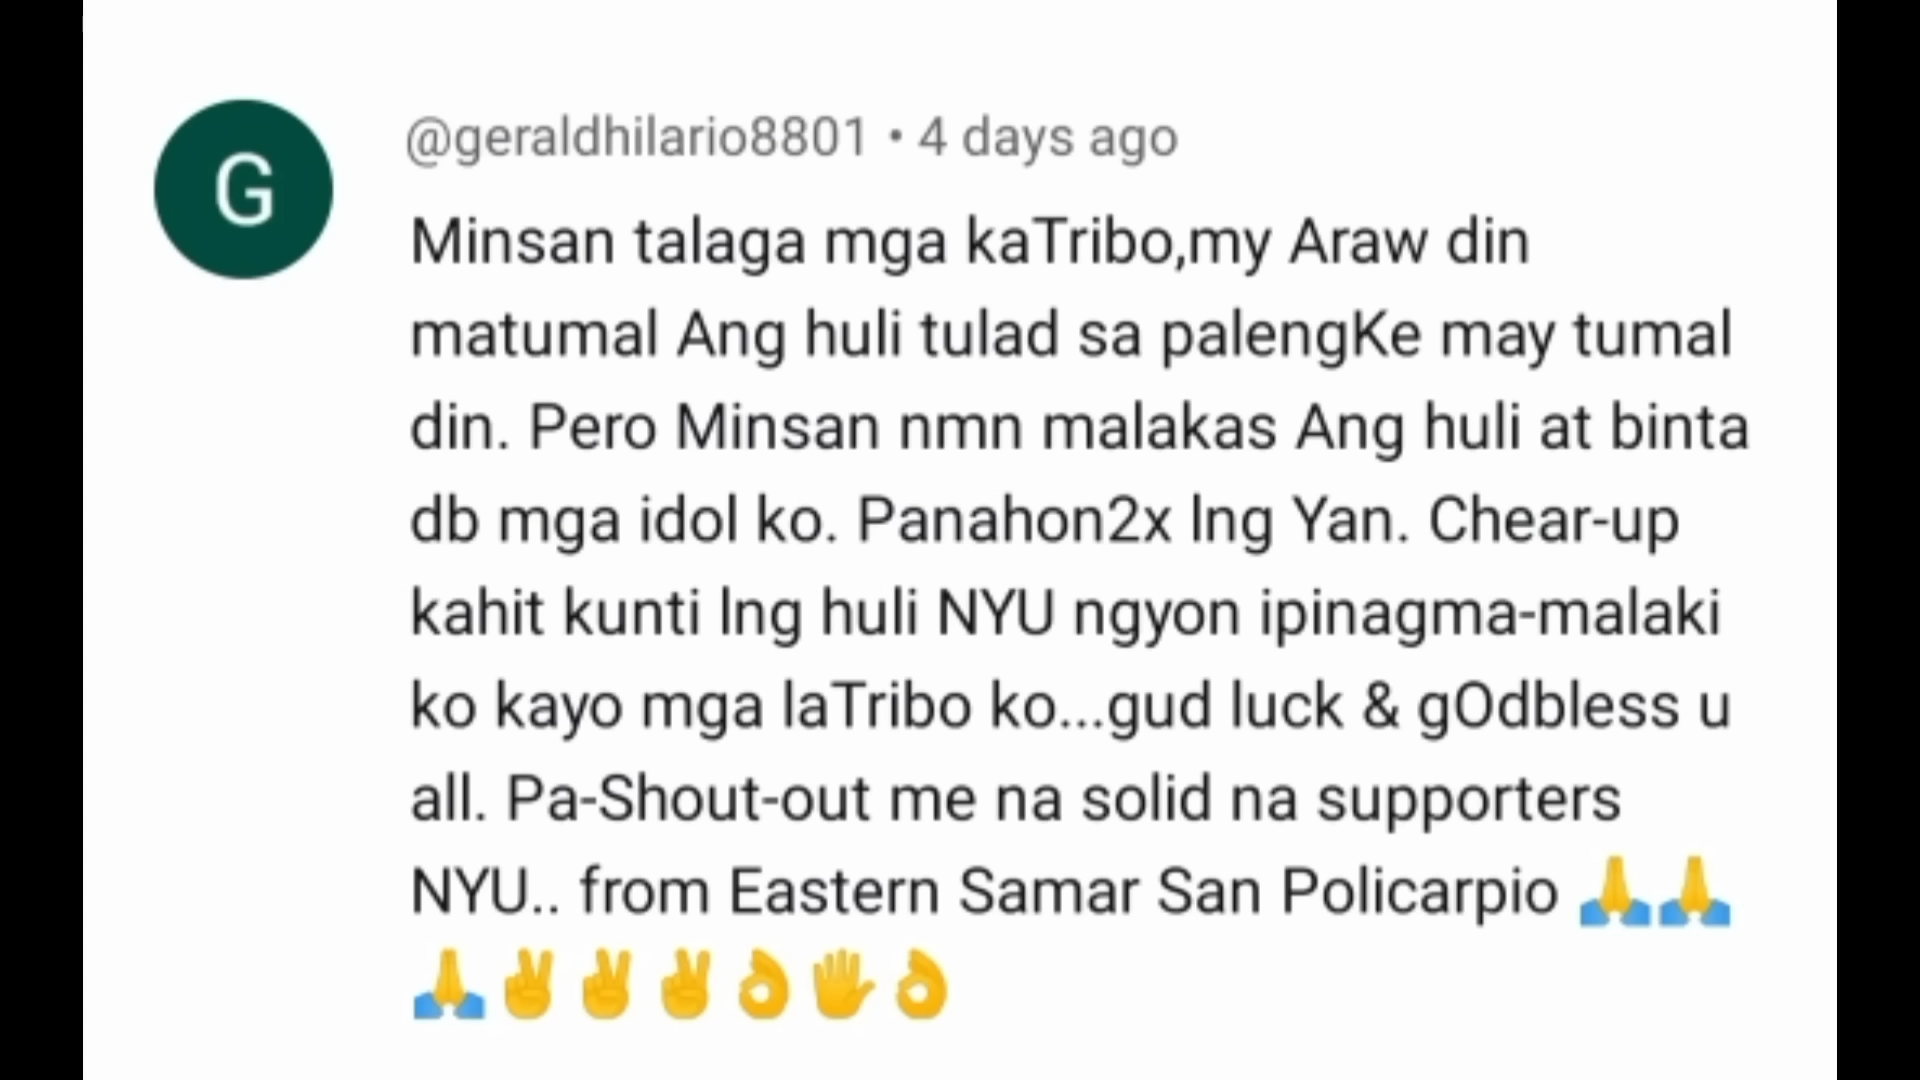 G
@geraldhilario8801 • 4 days ago
Minsan talaga mga kaTribo,my Araw din
matumal Ang huli tulad sa palengKe may tumal
din. Pero Minsan nmn malakas Ang huli at binta
db mga idol ko. Panahon2x lng Yan. Chear-up
kahit kunti lng huli NYU ngyon ipinagma-malaki
ko kayo mga laTribo ko...gud luck & gOdbless u
all. Pa-Shout-out me na solid na supporters
NYU.. from Eastern Samar San Policarpio 🙏🙏
🙏✌✌✌👌🖐👌